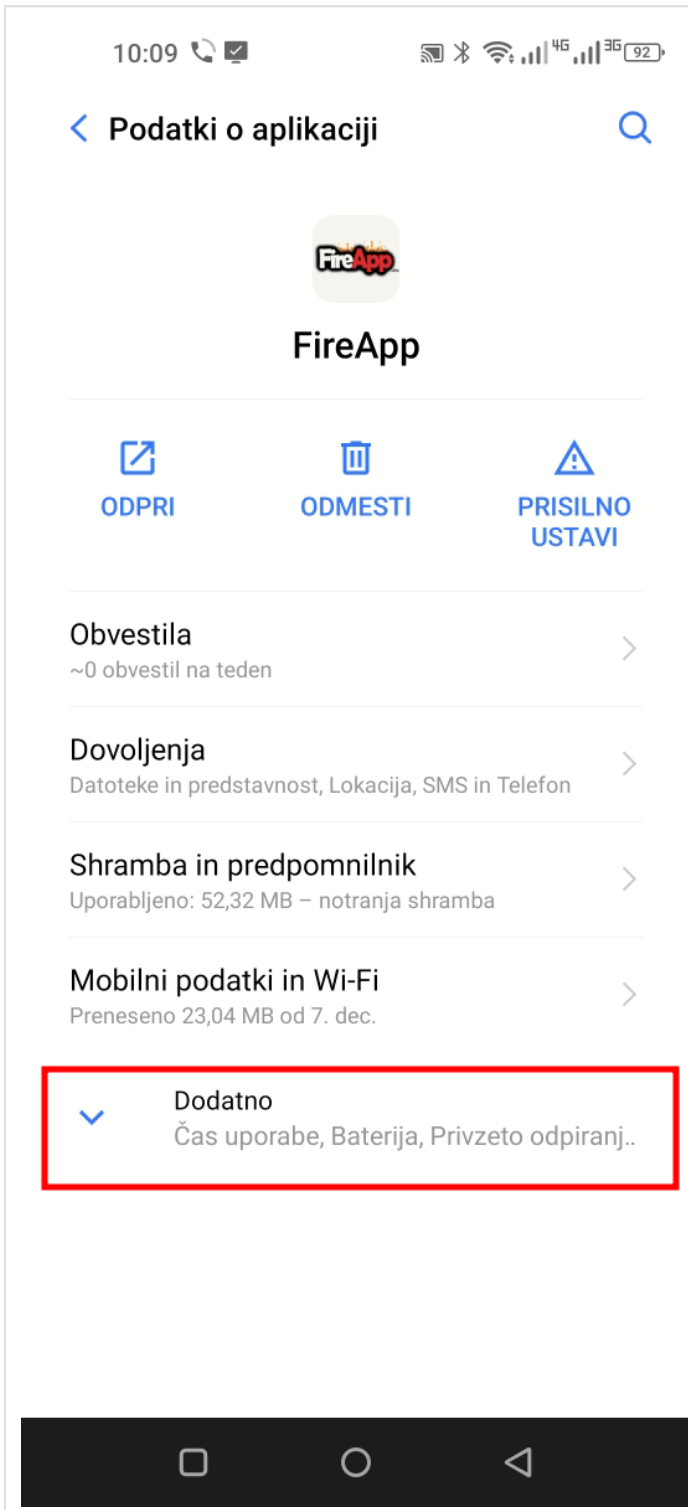 10:09
4G
3G
92
Podatki o aplikaciji
FireApp
FireApp
ODPRI
ODMESTI
PRISILNO
USTAVI
Obvestila
~0 obvestil na teden
Dovoljenja
Datoteke in predstavnost, Lokacija, SMS in Telefon
Shramba in predpomnilnik
Uporabljeno: 52,32 MB – notranja shramba
Mobilni podatki in Wi-Fi
Preneseno 23,04 MB od 7. dec.
Dodatno
Čas uporabe, Baterija, Privzeto odpiranj..